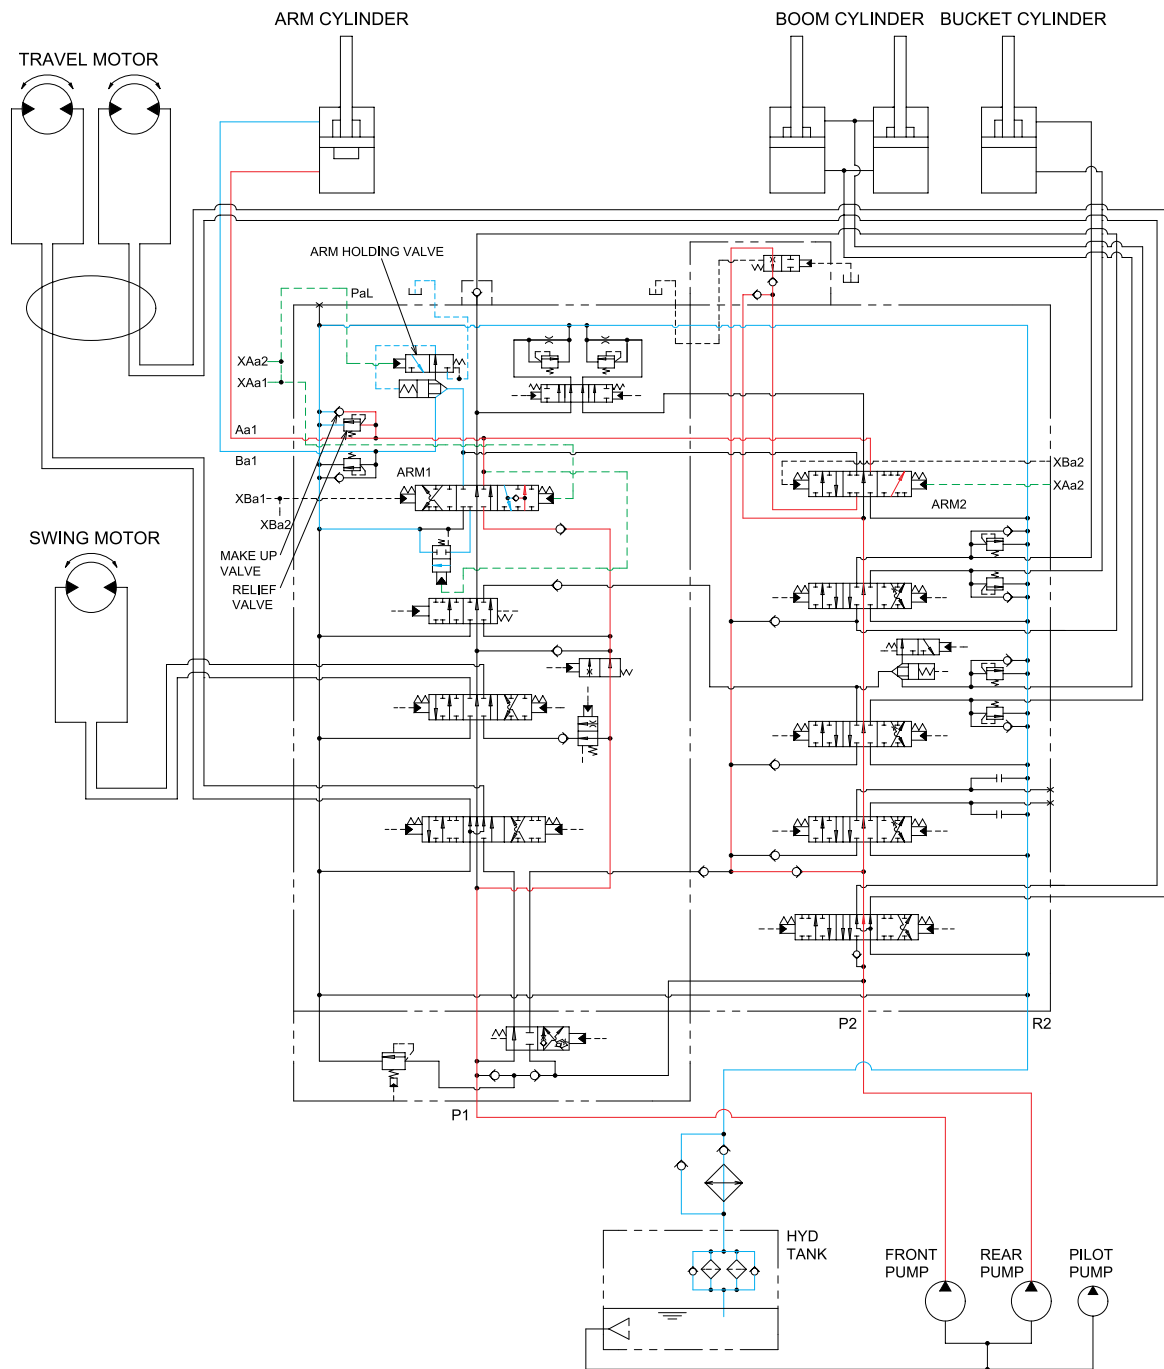 ARM CYLINDER
BOOM CYLINDER
BUCKET CYLINDER
TRAVEL MOTOR
ARM HOLDING VALVE
PaL
XAa2
XAa1
Aa1
Ba1
ARM1
XBa1
XBa2
XBa2
XAa2
ARM2
SWING MOTOR
MAKE UP
VALVE
RELIEF
VALVE
P2
R2
P1
HYD
TANK
FRONT
PUMP
REAR
PUMP
PILOT
PUMP